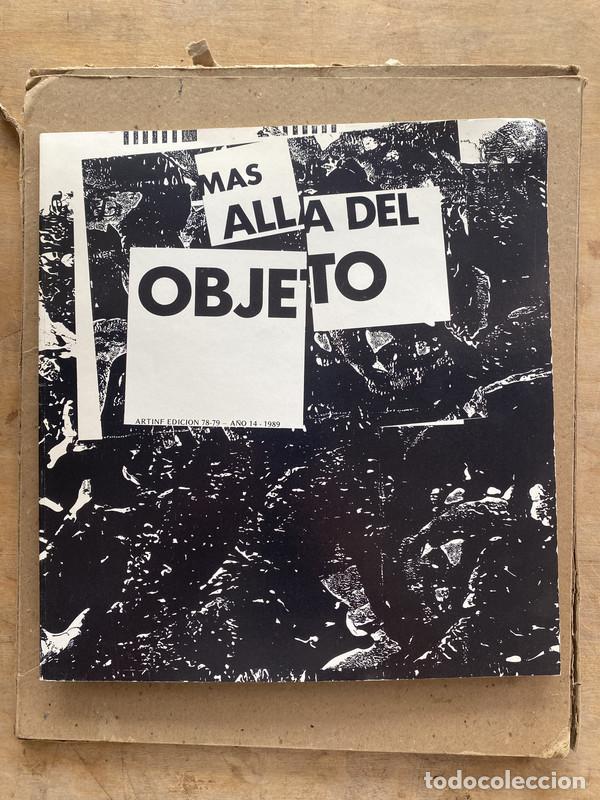 MAS
ALLA DEL
OBJETO
ARTINF EDICION 78-79 – AÑO 14 - 1989
todocoleccion